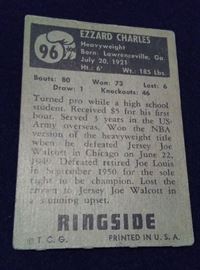 96
EZZARD CHARLES
Heavyweight
Born: Lawrenceville, Ga.
July 20, 1921
Ht.: 6' Wt.: 185 Lbs.
Bouts: 80 Won: 73 Lost: 6
Draw: 1 Knockouts: 46
Turned pro while a high school
student. Received $5 for his first
bout. Served 3 years in the US
Army overseas. Won the NBA
version of the heavyweight title
when he defeated Jersey Joe
Walcott in Chicago on June 22,
1949. Defeated Joe Louis
in September 1950 for the sole
right to be champion. Lost the
crown to Jersey Joe Walcott in
a stunning upset.
RINGSIDE
© T. C. G. PRINTED IN U. S. A.